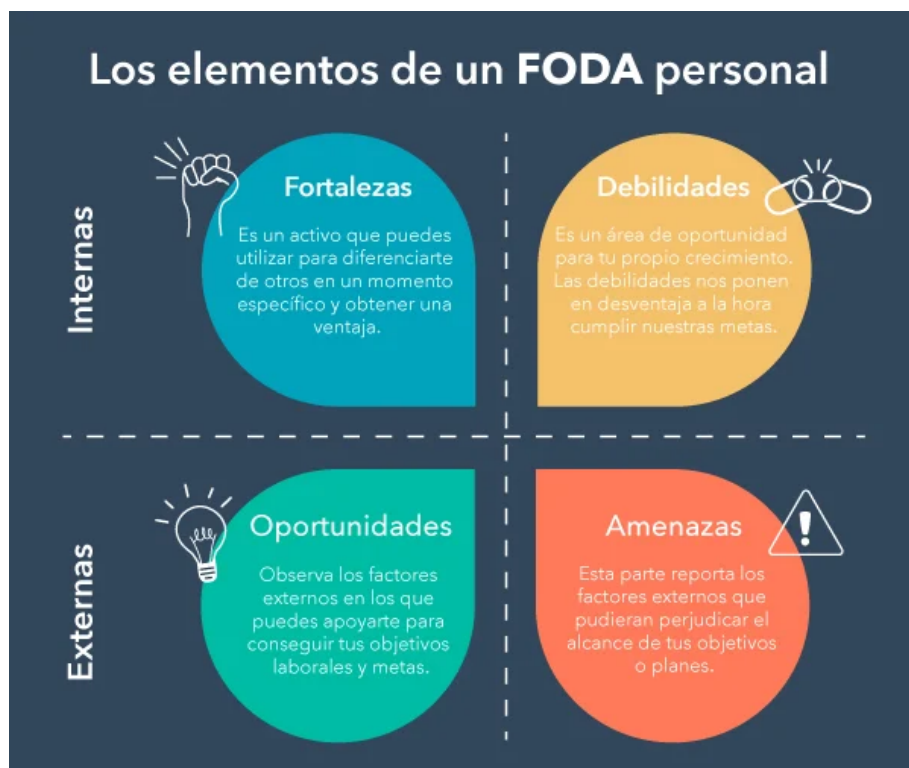 Los elementos de un FODA personal
Internas
Fortalezas
Es un activo que puedes
utilizar para diferenciarte
de otros en un momento
específico y obtener una
ventaja.
Debilidades
Es un área de oportunidad
para tu propio crecimiento.
Las debilidades nos ponen
en desventaja a la hora
cumplir nuestras metas.
Externas
Oportunidades
Observa los factores
externos en los que
puedes apoyarte para
conseguir tus objetivos
laborales y metas.
Amenazas
Esta parte reporta los
factores externos que
pudieran perjudicar el
alcance de tus objetivos
o planes.